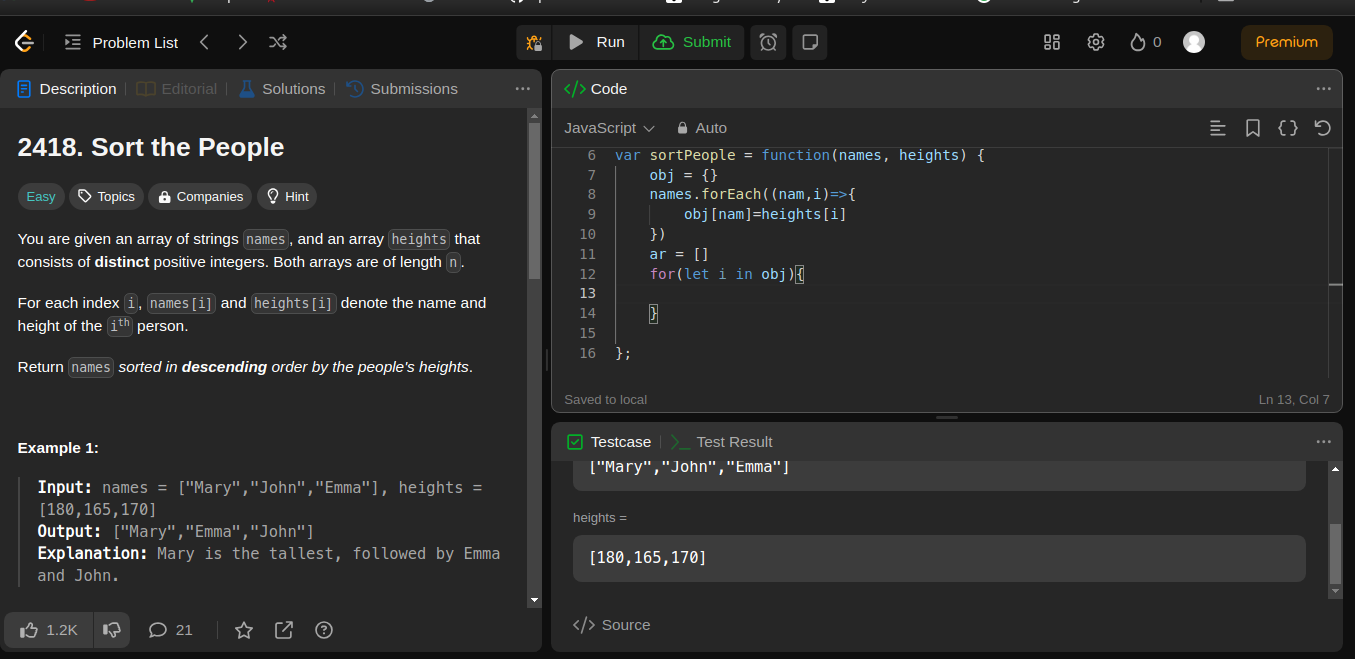 Problem List
Run
Submit
0
Premium
Description
Editorial
Solutions
Submissions
2418. Sort the People
Easy
Topics
Companies
Hint
You are given an array of strings names, and an array heights that
consists of distinct positive integers. Both arrays are of length n.
For each index i, names[i] and heights[i] denote the name and
height of the ith person.
Return names sorted in descending order by the people's heights.
Example 1:
Input: names = ["Mary","John","Emma"], heights =
[180,165,170]
Output: ["Mary","Emma","John"]
Explanation: Mary is the tallest, followed by Emma
and John.
1.2K
21
Code
JavaScript
Auto
6 var sortPeople = function(names, heights) {
7 obj = {}
8 names.forEach((nam,i)=>{
9 obj[nam]=heights[i]
10 })
11 ar = []
12 for(let i in obj){
13
14 }
15
16 };
Saved to local
Ln 13, Col 7
Testcase
Test Result
["Mary","John","Emma"]
heights =
[180,165,170]
Source